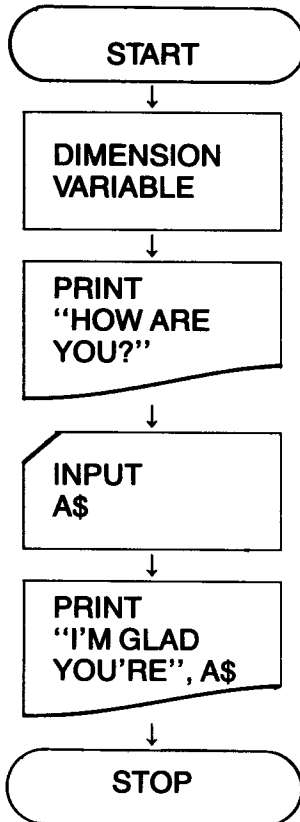 START
DIMENSION
VARIABLE
PRINT
"HOW ARE
YOU?"
INPUT
A$
PRINT
"I'M GLAD
YOU'RE", A$
STOP